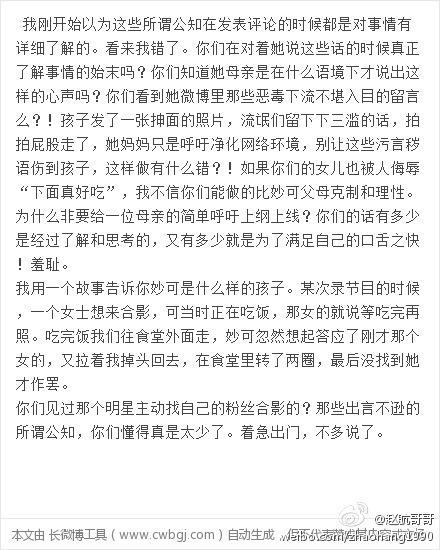 我刚开始以为这些所谓公知在发表评论的时候都是对事情有
详细了解的。看来我错了。你们在对着她说这些话的时候真正
了解事情的始末吗？你们知道她母亲是在什么语境下才说出这
样的心声吗？你们看到她微博里那些恶毒下流不堪入目的留言
么？！孩子发了一张抻面的照片，流氓们留下下三滥的话，拍
拍屁股走了，她妈妈只是呼吁净化网络环境，别让这些污言秽
语伤到孩子，这样做有什么错？！如果你们的女儿也被人侮辱
“下面真好吃”，我不信你们能做的比妙可父母克制和理性。
为什么非要给一位母亲的简单呼吁上纲上线？你们的话有多少
是经过了解和思考的，又有多少就是为了满足自己的口舌之快
！羞耻。
我用一个故事告诉你妙可是什么样的孩子。某次录节目的时候
，一个女士想来合影，可当时正在吃饭，那女的就说等吃完再
照。吃完饭我们往食堂外面走，妙可忽然想起答应了刚才那个
女的，又拉着我掉头回去，在食堂里转了两圈，最后没找到她
才作罢。
你们见过那个明星主动找自己的粉丝合影的？那些出言不逊的
所谓公知，你们懂得真是太少了。着急出门，不多说了。
@赵航哥哥
本文由 长微博工具（www.cwbgj.com）自动生成
weibo.com/zhaohang1990